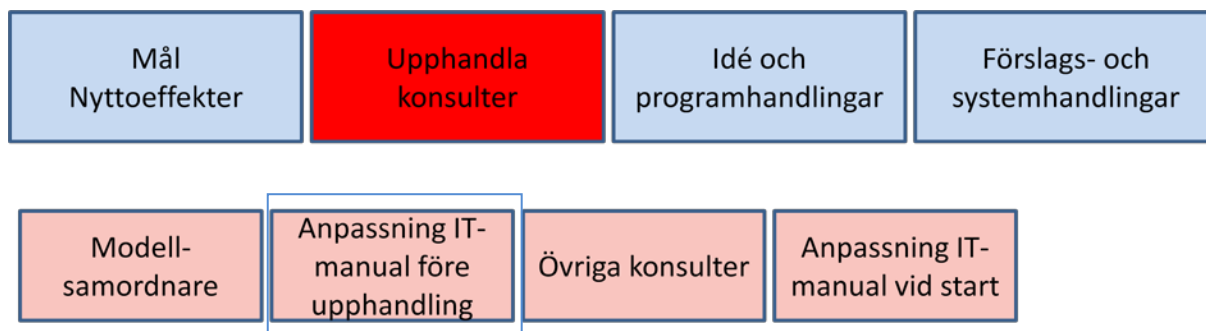 Mål
Nyttoeffekter
Upphandla
konsulter
Idé och
programhandlingar
Förslags- och
systemhandlingar
Modell-
samordnare
Anpassning IT-
manual före
upphandling
Övriga konsulter
Anpassning IT-
manual vid start